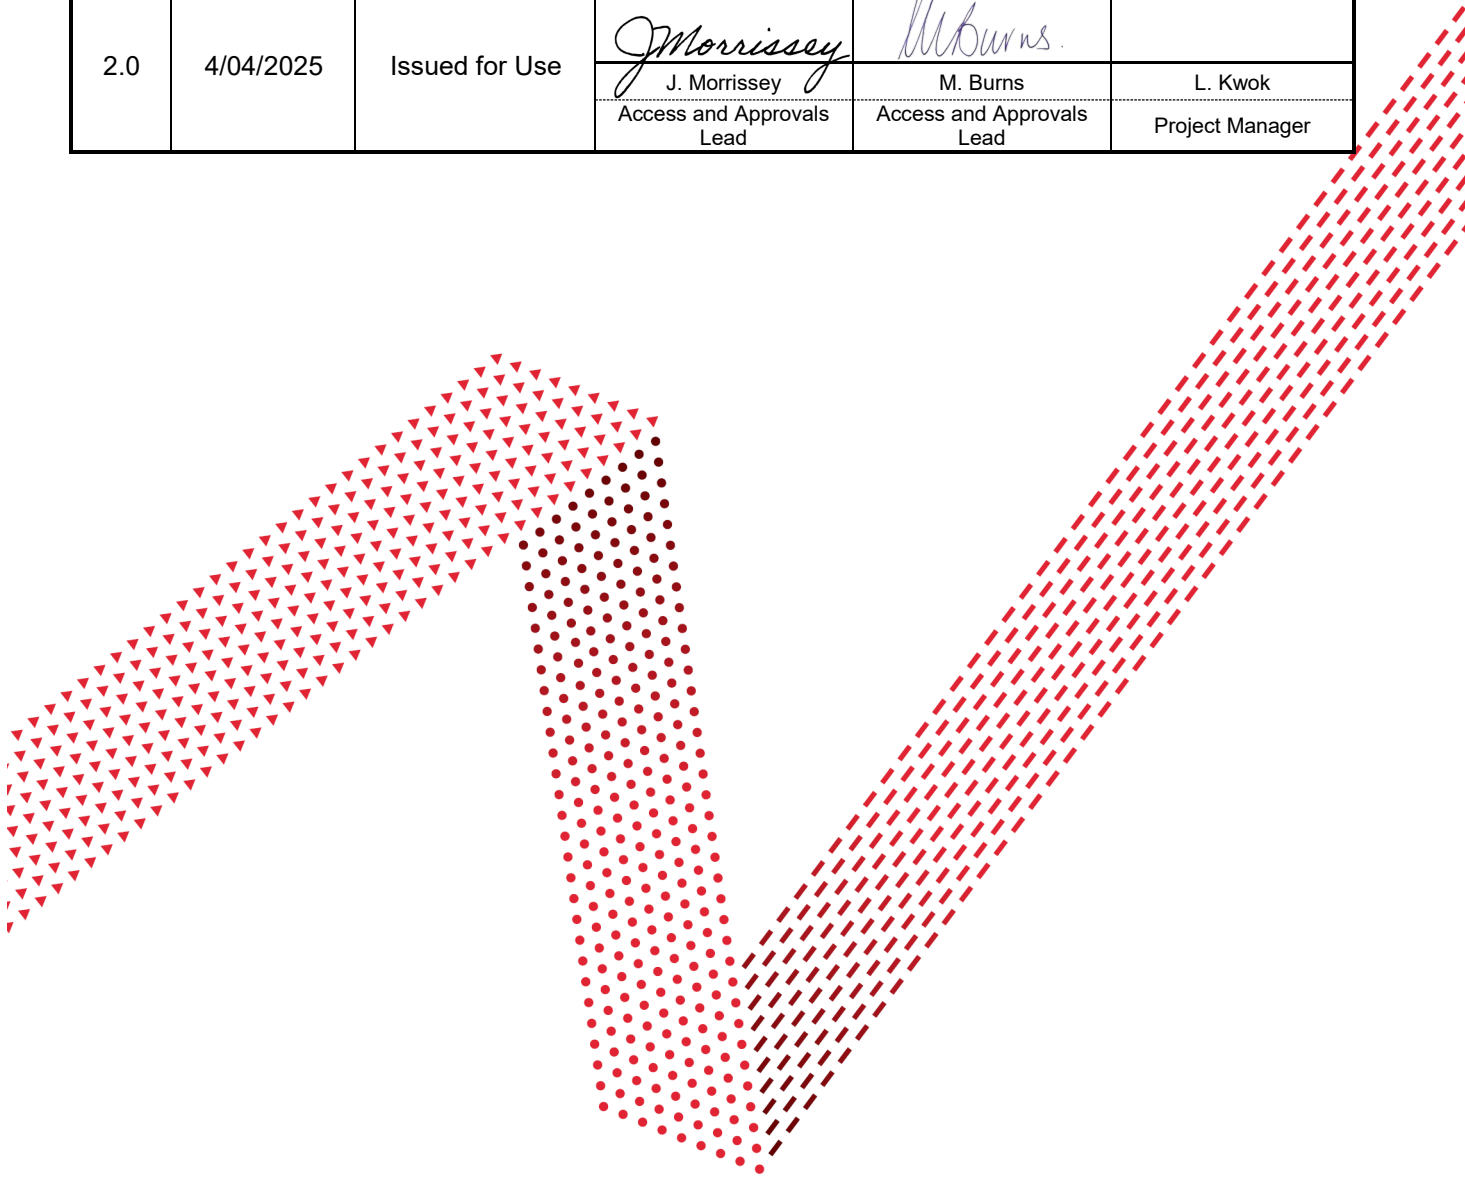 2.0 4/04/2025 Issued for Use
JMorrissey MBurns.
J. Morrissey M. Burns L. Kwok
Access and Approvals Lead Access and Approvals Lead Project Manager